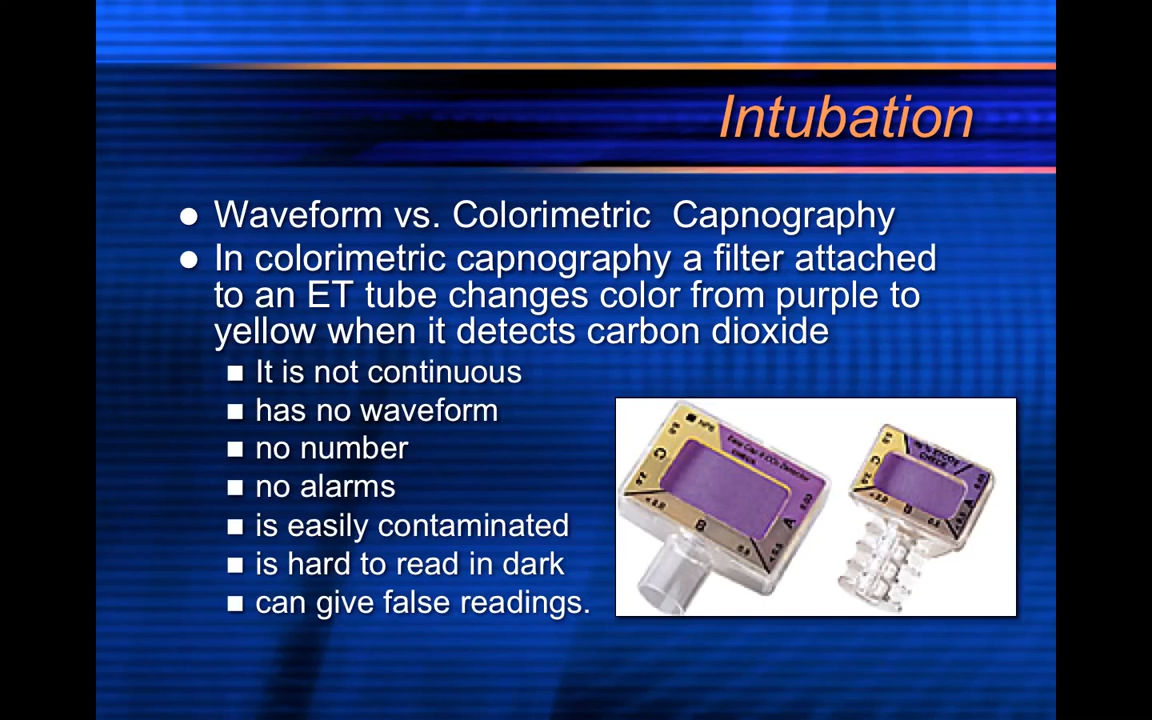 Intubation
Waveform vs. Colorimetric Capnography
In colorimetric capnography a filter attached
to an ET tube changes color from purple to
yellow when it detects carbon dioxide
It is not continuous
has no waveform
no number
no alarms
is easily contaminated
is hard to read in dark
can give false readings.
CHECK
C
B
A
CHECK
C
B
A